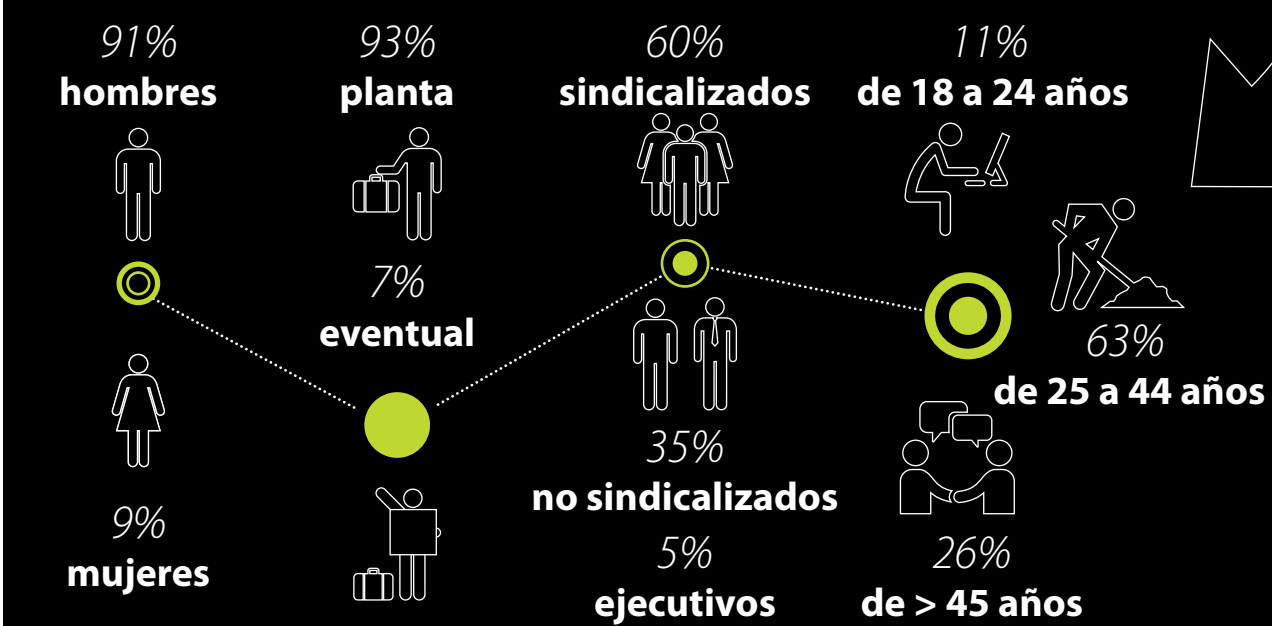 91%
hombres
9%
mujeres
93%
planta
7%
eventual
60%
sindicalizados
35%
no sindicalizados
5%
ejecutivos
11%
de 18 a 24 años
63%
de 25 a 44 años
26%
de > 45 años